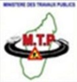 MINISTERE DES TRAVAUX PUBLICS
M.T.P